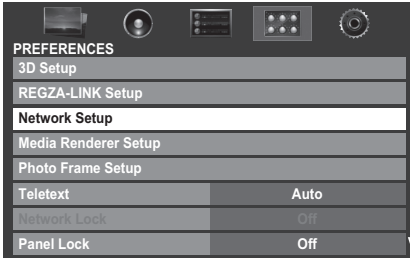 PREFERENCES
3D Setup
REGZA-LINK Setup
Network Setup
Media Renderer Setup
Photo Frame Setup
Teletext Auto
Network Lock Off
Panel Lock Off